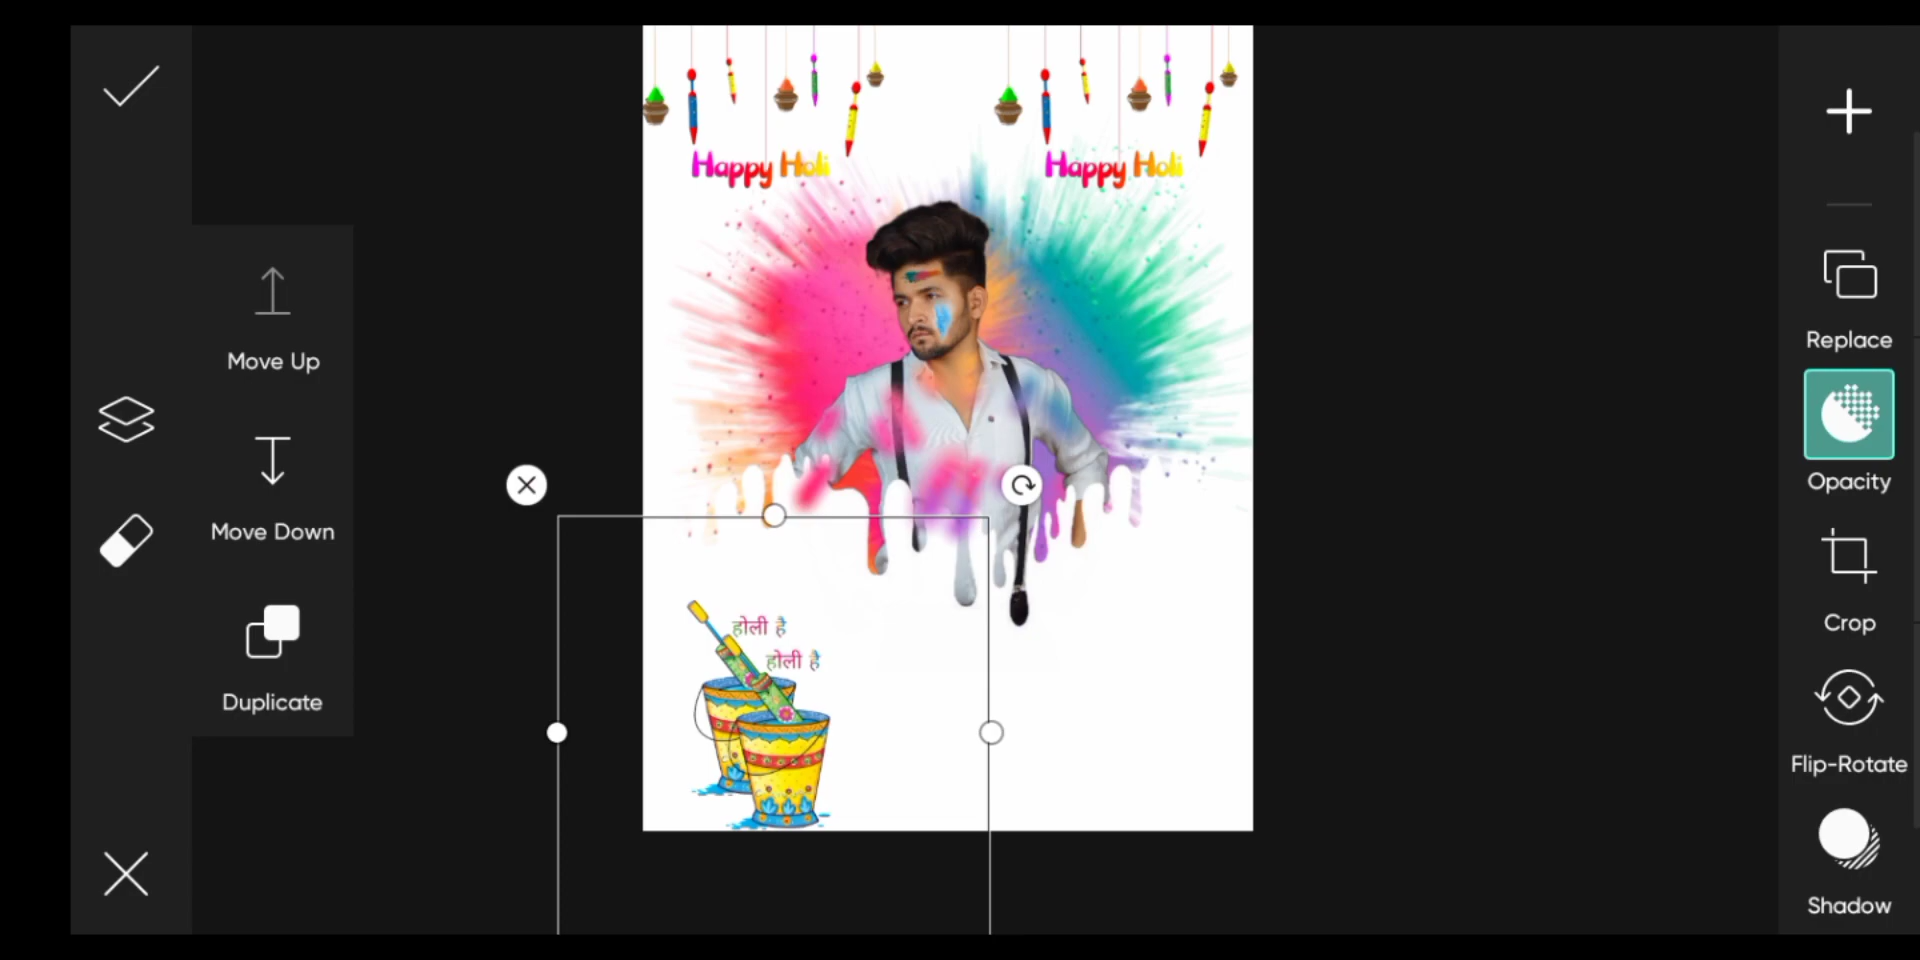 Happy Holi
Happy Holi
Move Up
Move Down
Duplicate
होली है
होली है
Replace
Opacity
Crop
Flip-Rotate
Shadow